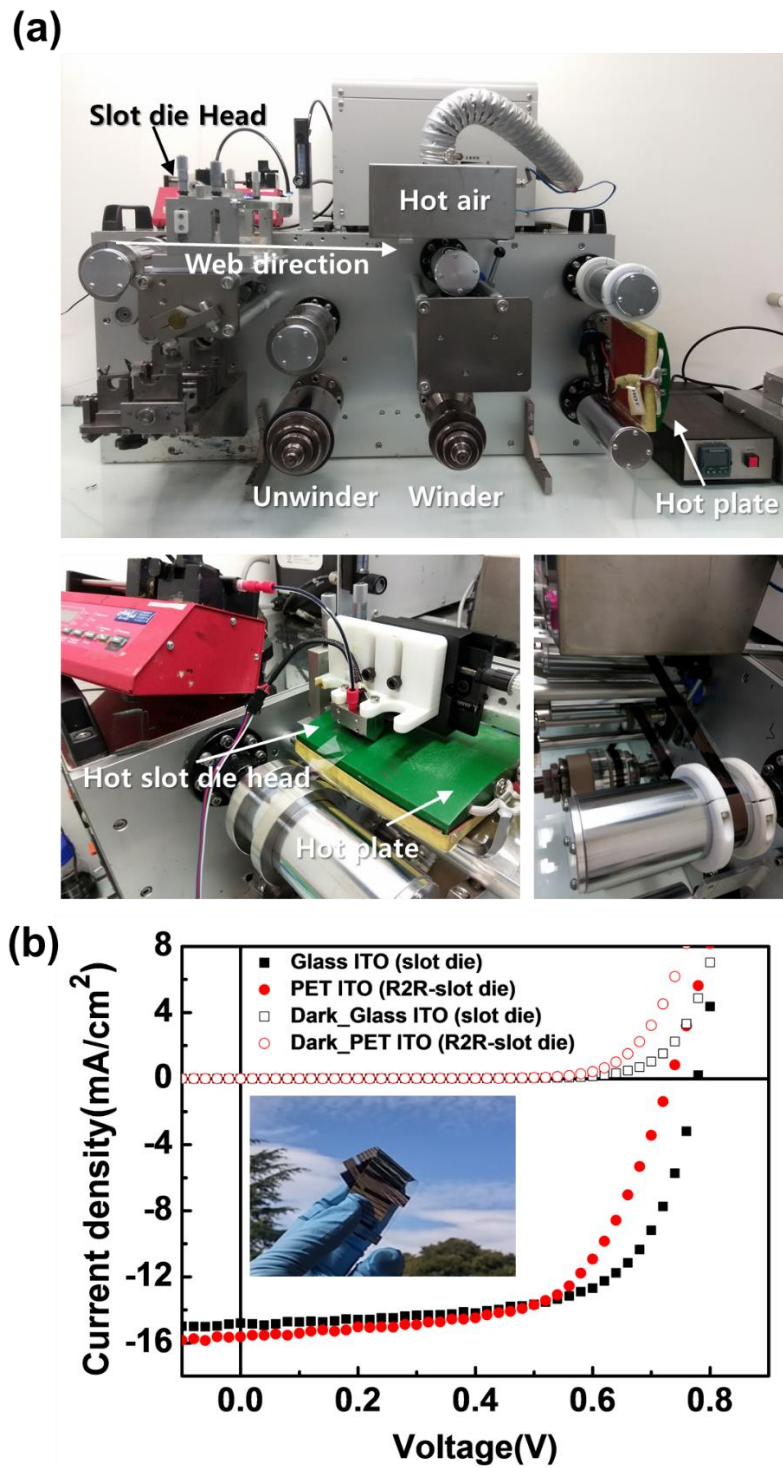 (a)
Slot die Head
Hot air
Web direction
Unwinder
Winder
Hot plate
Hot slot die head
Hot plate
(b)
Glass ITO (slot die)
PET ITO (R2R-slot die)
Dark_Glass ITO (slot die)
Dark_PET ITO (R2R-slot die)
8
4
0
-4
-8
-12
-16
Current density(mA/cm²)
0.0 0.2 0.4 0.6 0.8
Voltage(V)